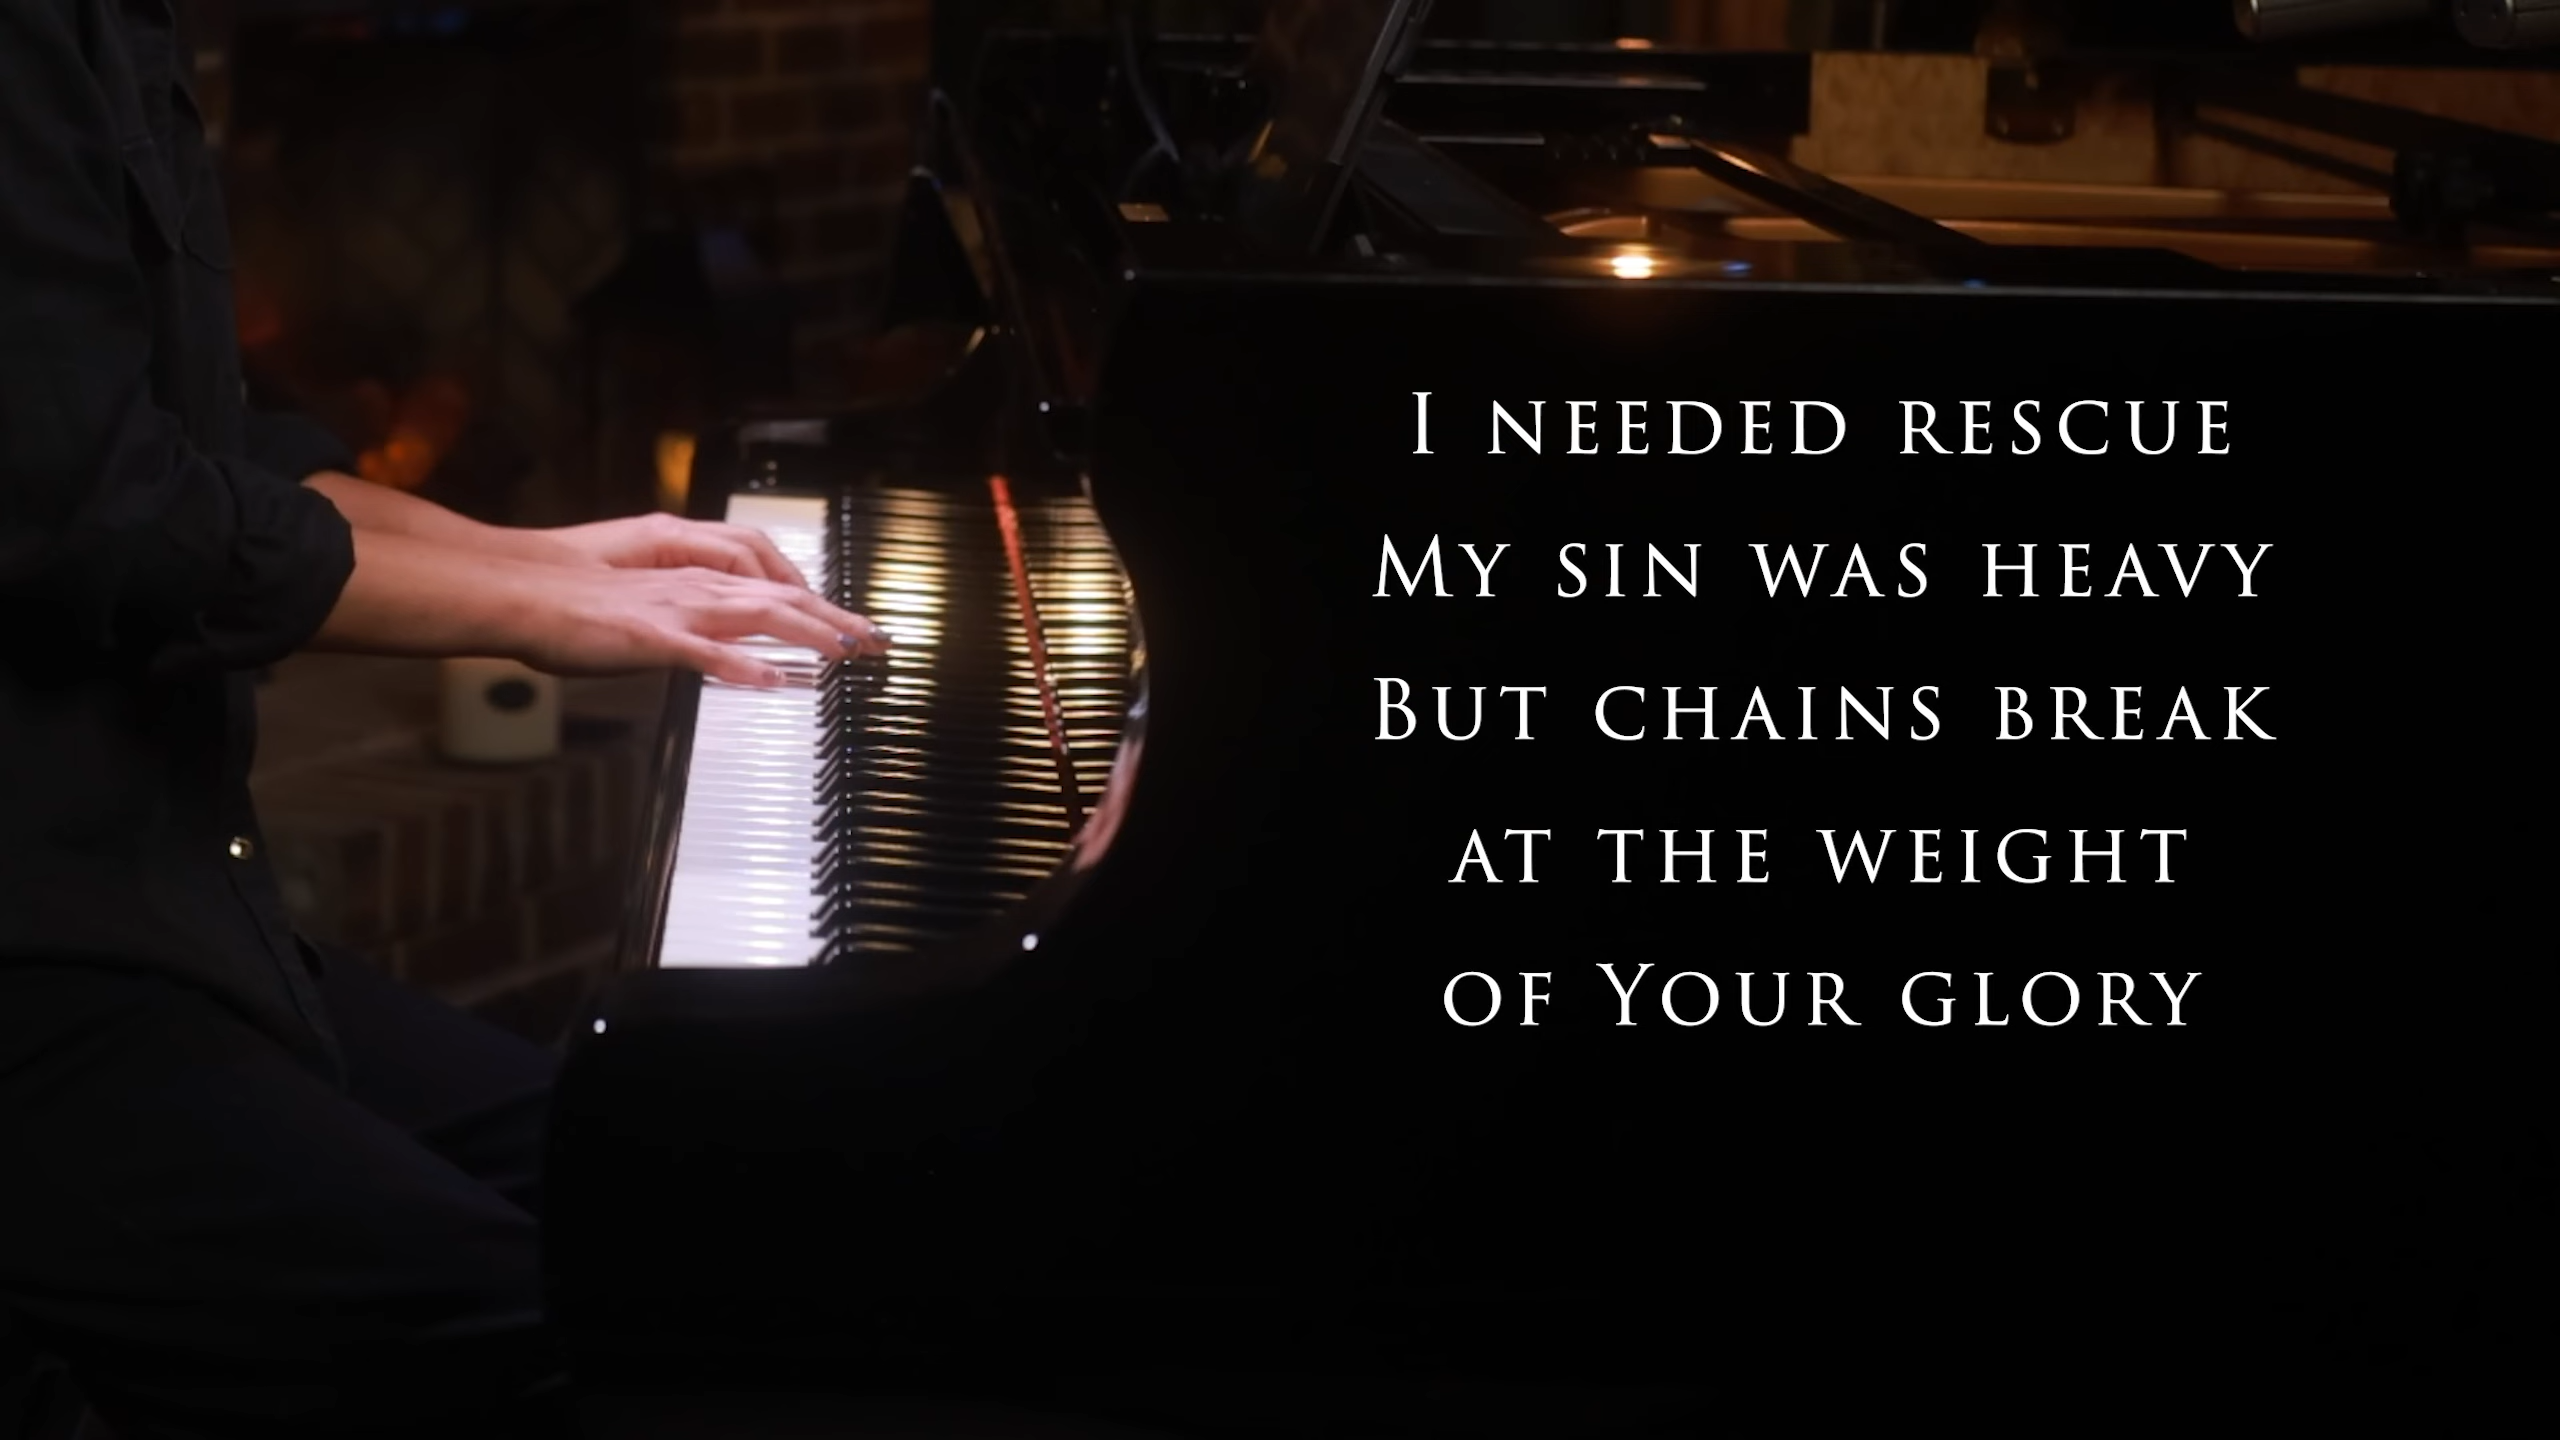 I needed rescue
My sin was heavy
But chains break
at the weight
of Your glory